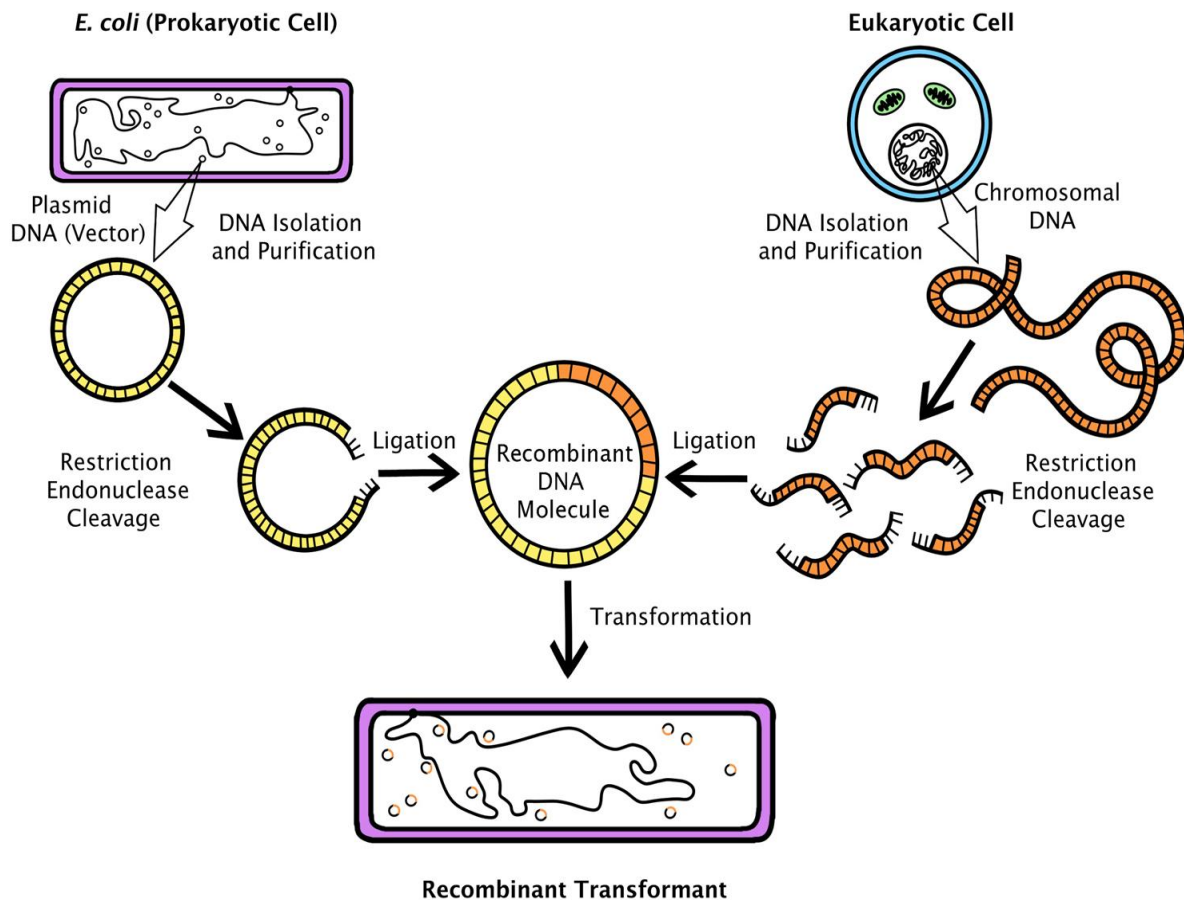 E. coli (Prokaryotic Cell)
Eukaryotic Cell
Plasmid
DNA (Vector)
DNA Isolation
and Purification
DNA Isolation
and Purification
Chromosomal
DNA
Restriction
Endonuclease
Cleavage
Ligation
Recombinant
DNA
Molecule
Ligation
Restriction
Endonuclease
Cleavage
Transformation
Recombinant Transformant